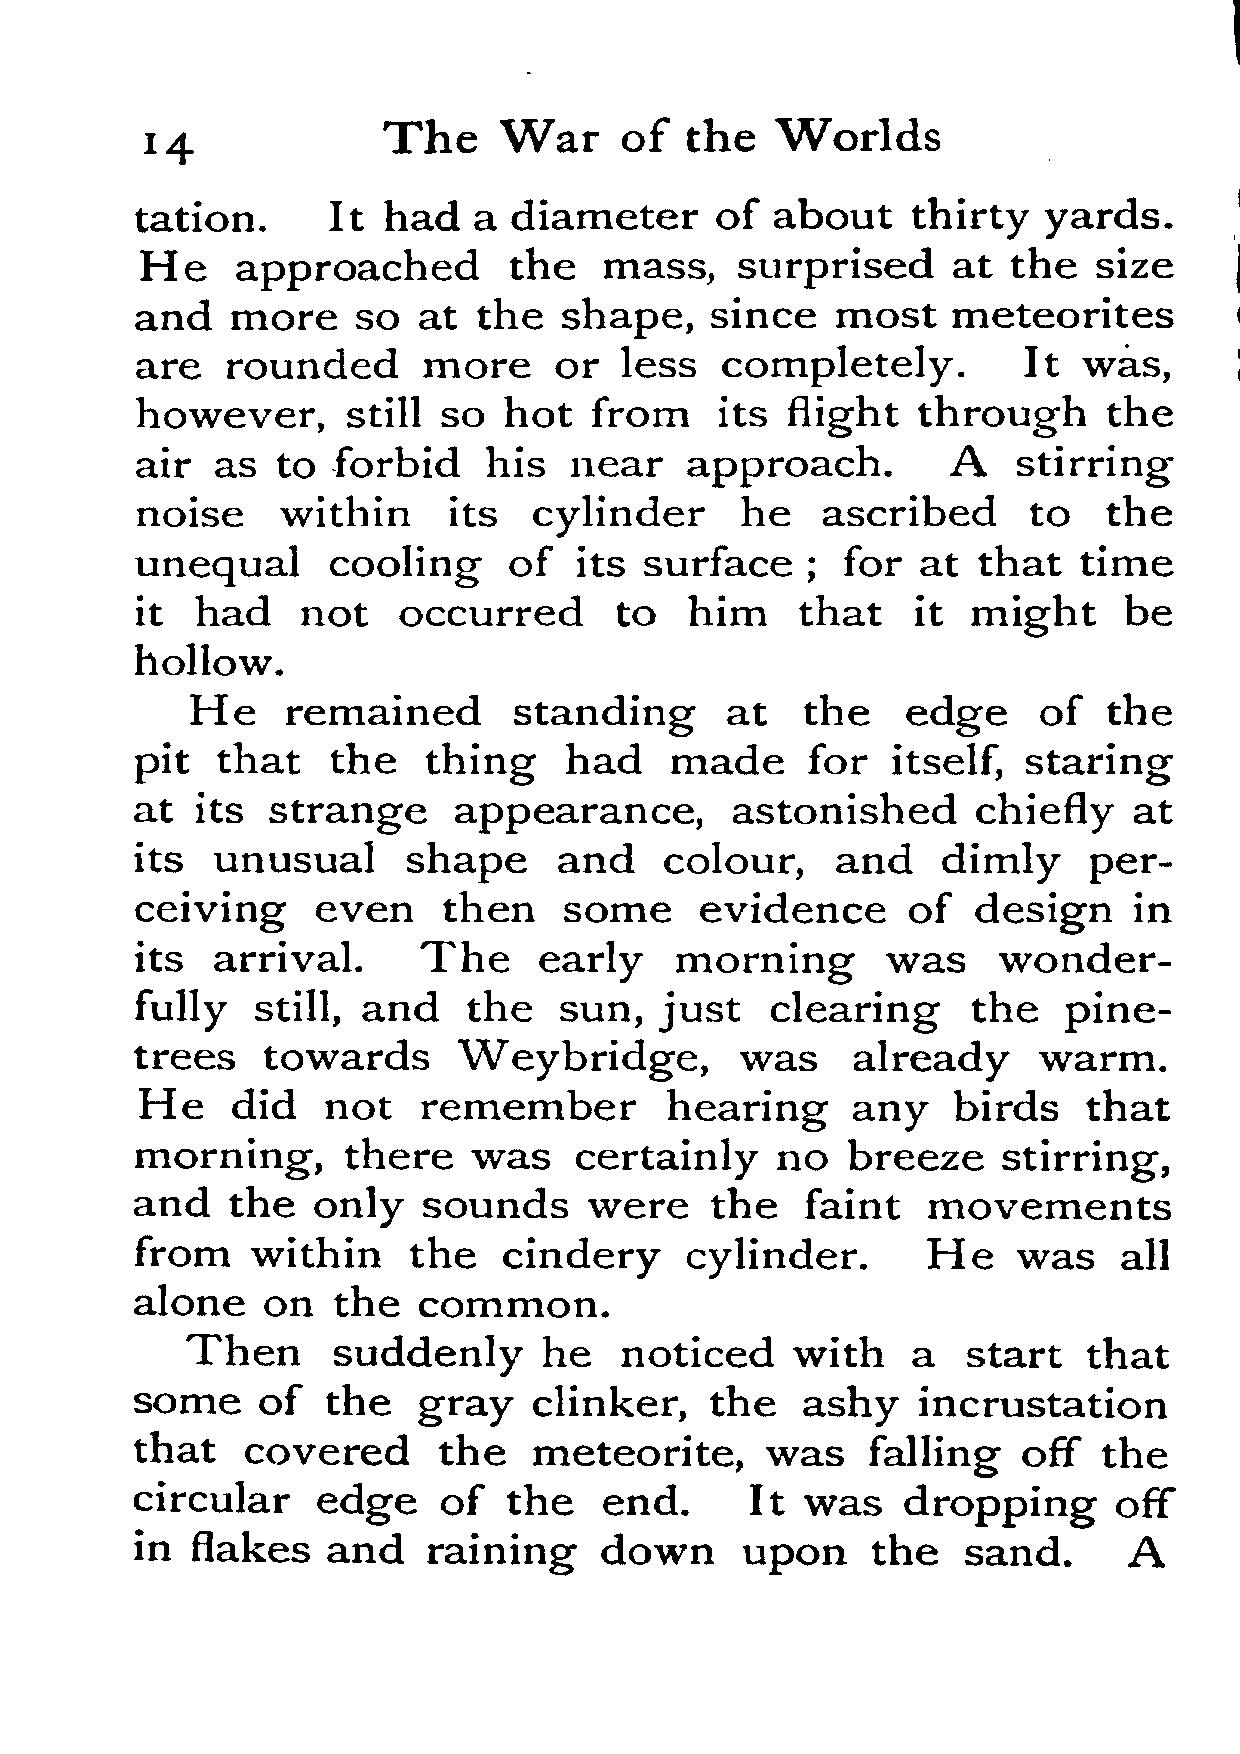 14 The War of the Worlds
tation. It had a diameter of about thirty yards.
He approached the mass, surprised at the size
and more so at the shape, since most meteorites
are rounded more or less completely. It was,
however, still so hot from its flight through the
air as to forbid his near approach. A stirring
noise within its cylinder he ascribed to the
unequal cooling of its surface ; for at that time
it had not occurred to him that it might be
hollow.
He remained standing at the edge of the
pit that the thing had made for itself, staring
at its strange appearance, astonished chiefly at
its unusual shape and colour, and dimly per-
ceiving even then some evidence of design in
its arrival. The early morning was wonder-
fully still, and the sun, just clearing the pine-
trees towards Weybridge, was already warm.
He did not remember hearing any birds that
morning, there was certainly no breeze stirring,
and the only sounds were the faint movements
from within the cindery cylinder. He was all
alone on the common.
Then suddenly he noticed with a start that
some of the gray clinker, the ashy incrustation
that covered the meteorite, was falling off the
circular edge of the end. It was dropping off
in flakes and raining down upon the sand. A